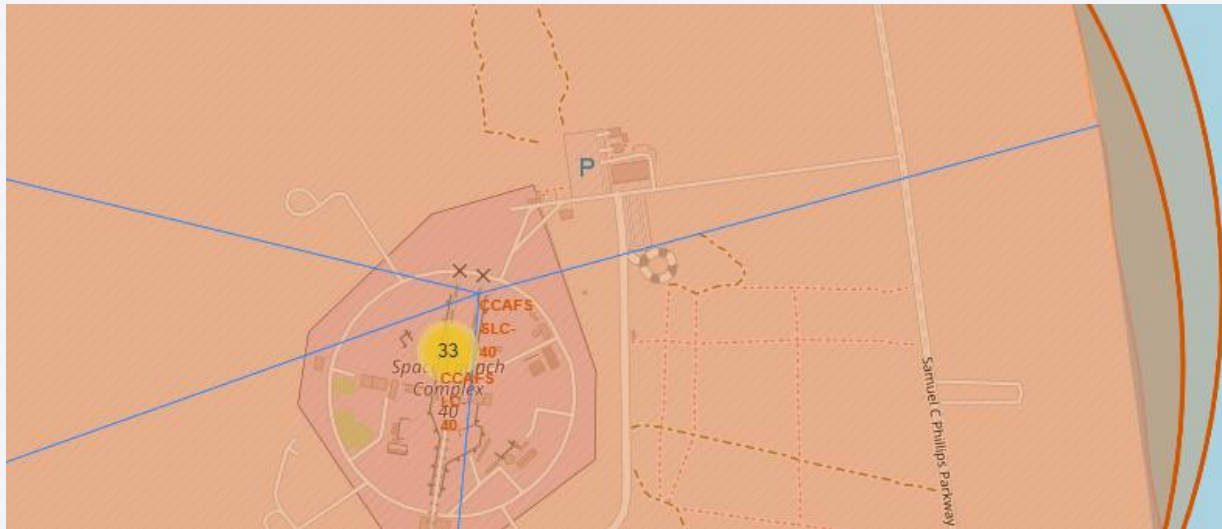 P
CCAFS
SLC-
40
33
Space Launch
Complex
40
CCAFS
LC-
40
Samuel C Phillips Parkway